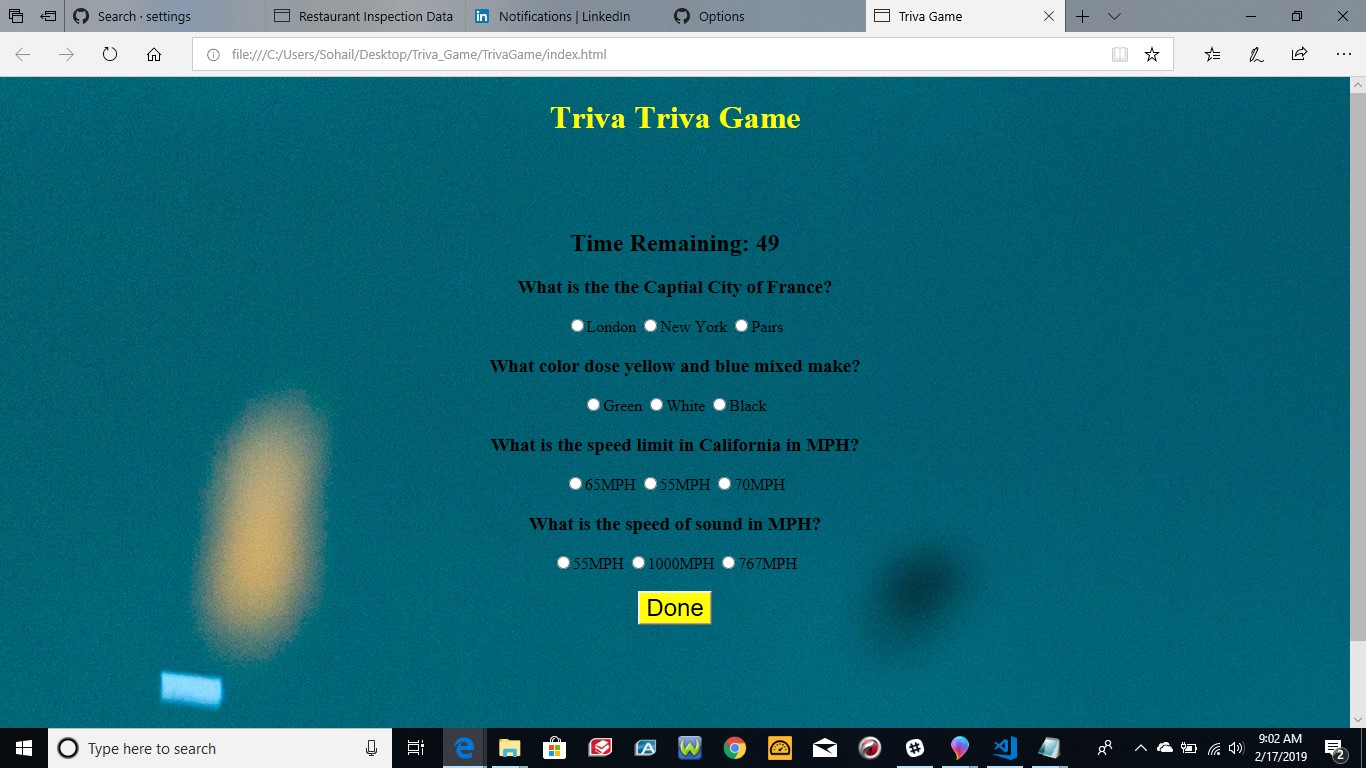 Search · settings
Restaurant Inspection Data
Notifications | LinkedIn
Options
Triva Game
file:///C:/Users/Sohail/Desktop/Triva_Game/TrivaGame/index.html
Triva Triva Game
Time Remaining: 49
What is the the Captial City of France?
London New York Pairs
What color dose yellow and blue mixed make?
Green White Black
What is the speed limit in California in MPH?
65MPH 55MPH 70MPH
What is the speed of sound in MPH?
55MPH 1000MPH 767MPH
Done
Type here to search
9:02 AM
2/17/2019
2